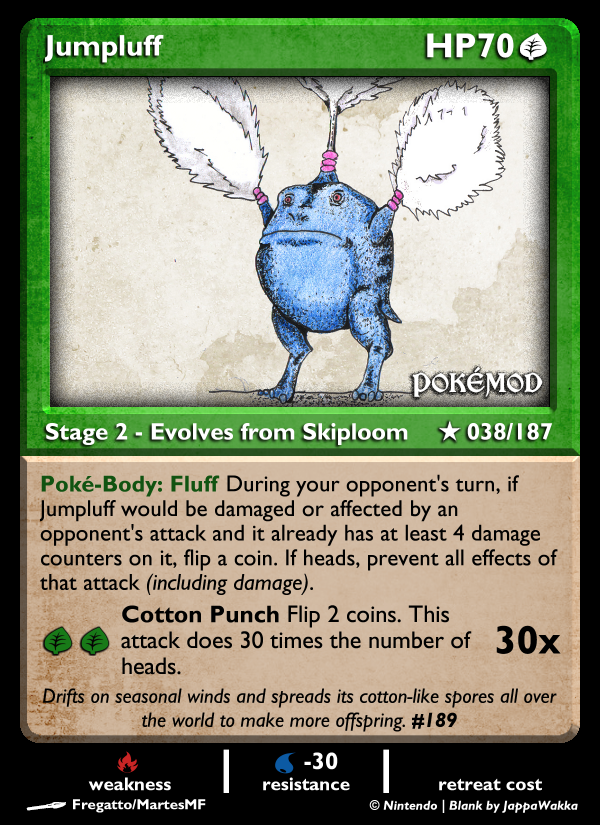 Jumpluff HP70
POKÉMOD
Stage 2 - Evolves from Skiploom ★ 038/187
Poké-Body: Fluff During your opponent's turn, if
Jumpluff would be damaged or affected by an
opponent's attack and it already has at least 4 damage
counters on it, flip a coin. If heads, prevent all effects of
that attack (including damage).
Cotton Punch Flip 2 coins. This
attack does 30 times the number of
heads.
30x
Drifts on seasonal winds and spreads its cotton-like spores all over
the world to make more offspring. #189
-30
weakness resistance retreat cost
Fregatto/MartesMF © Nintendo | Blank by JappaWakka